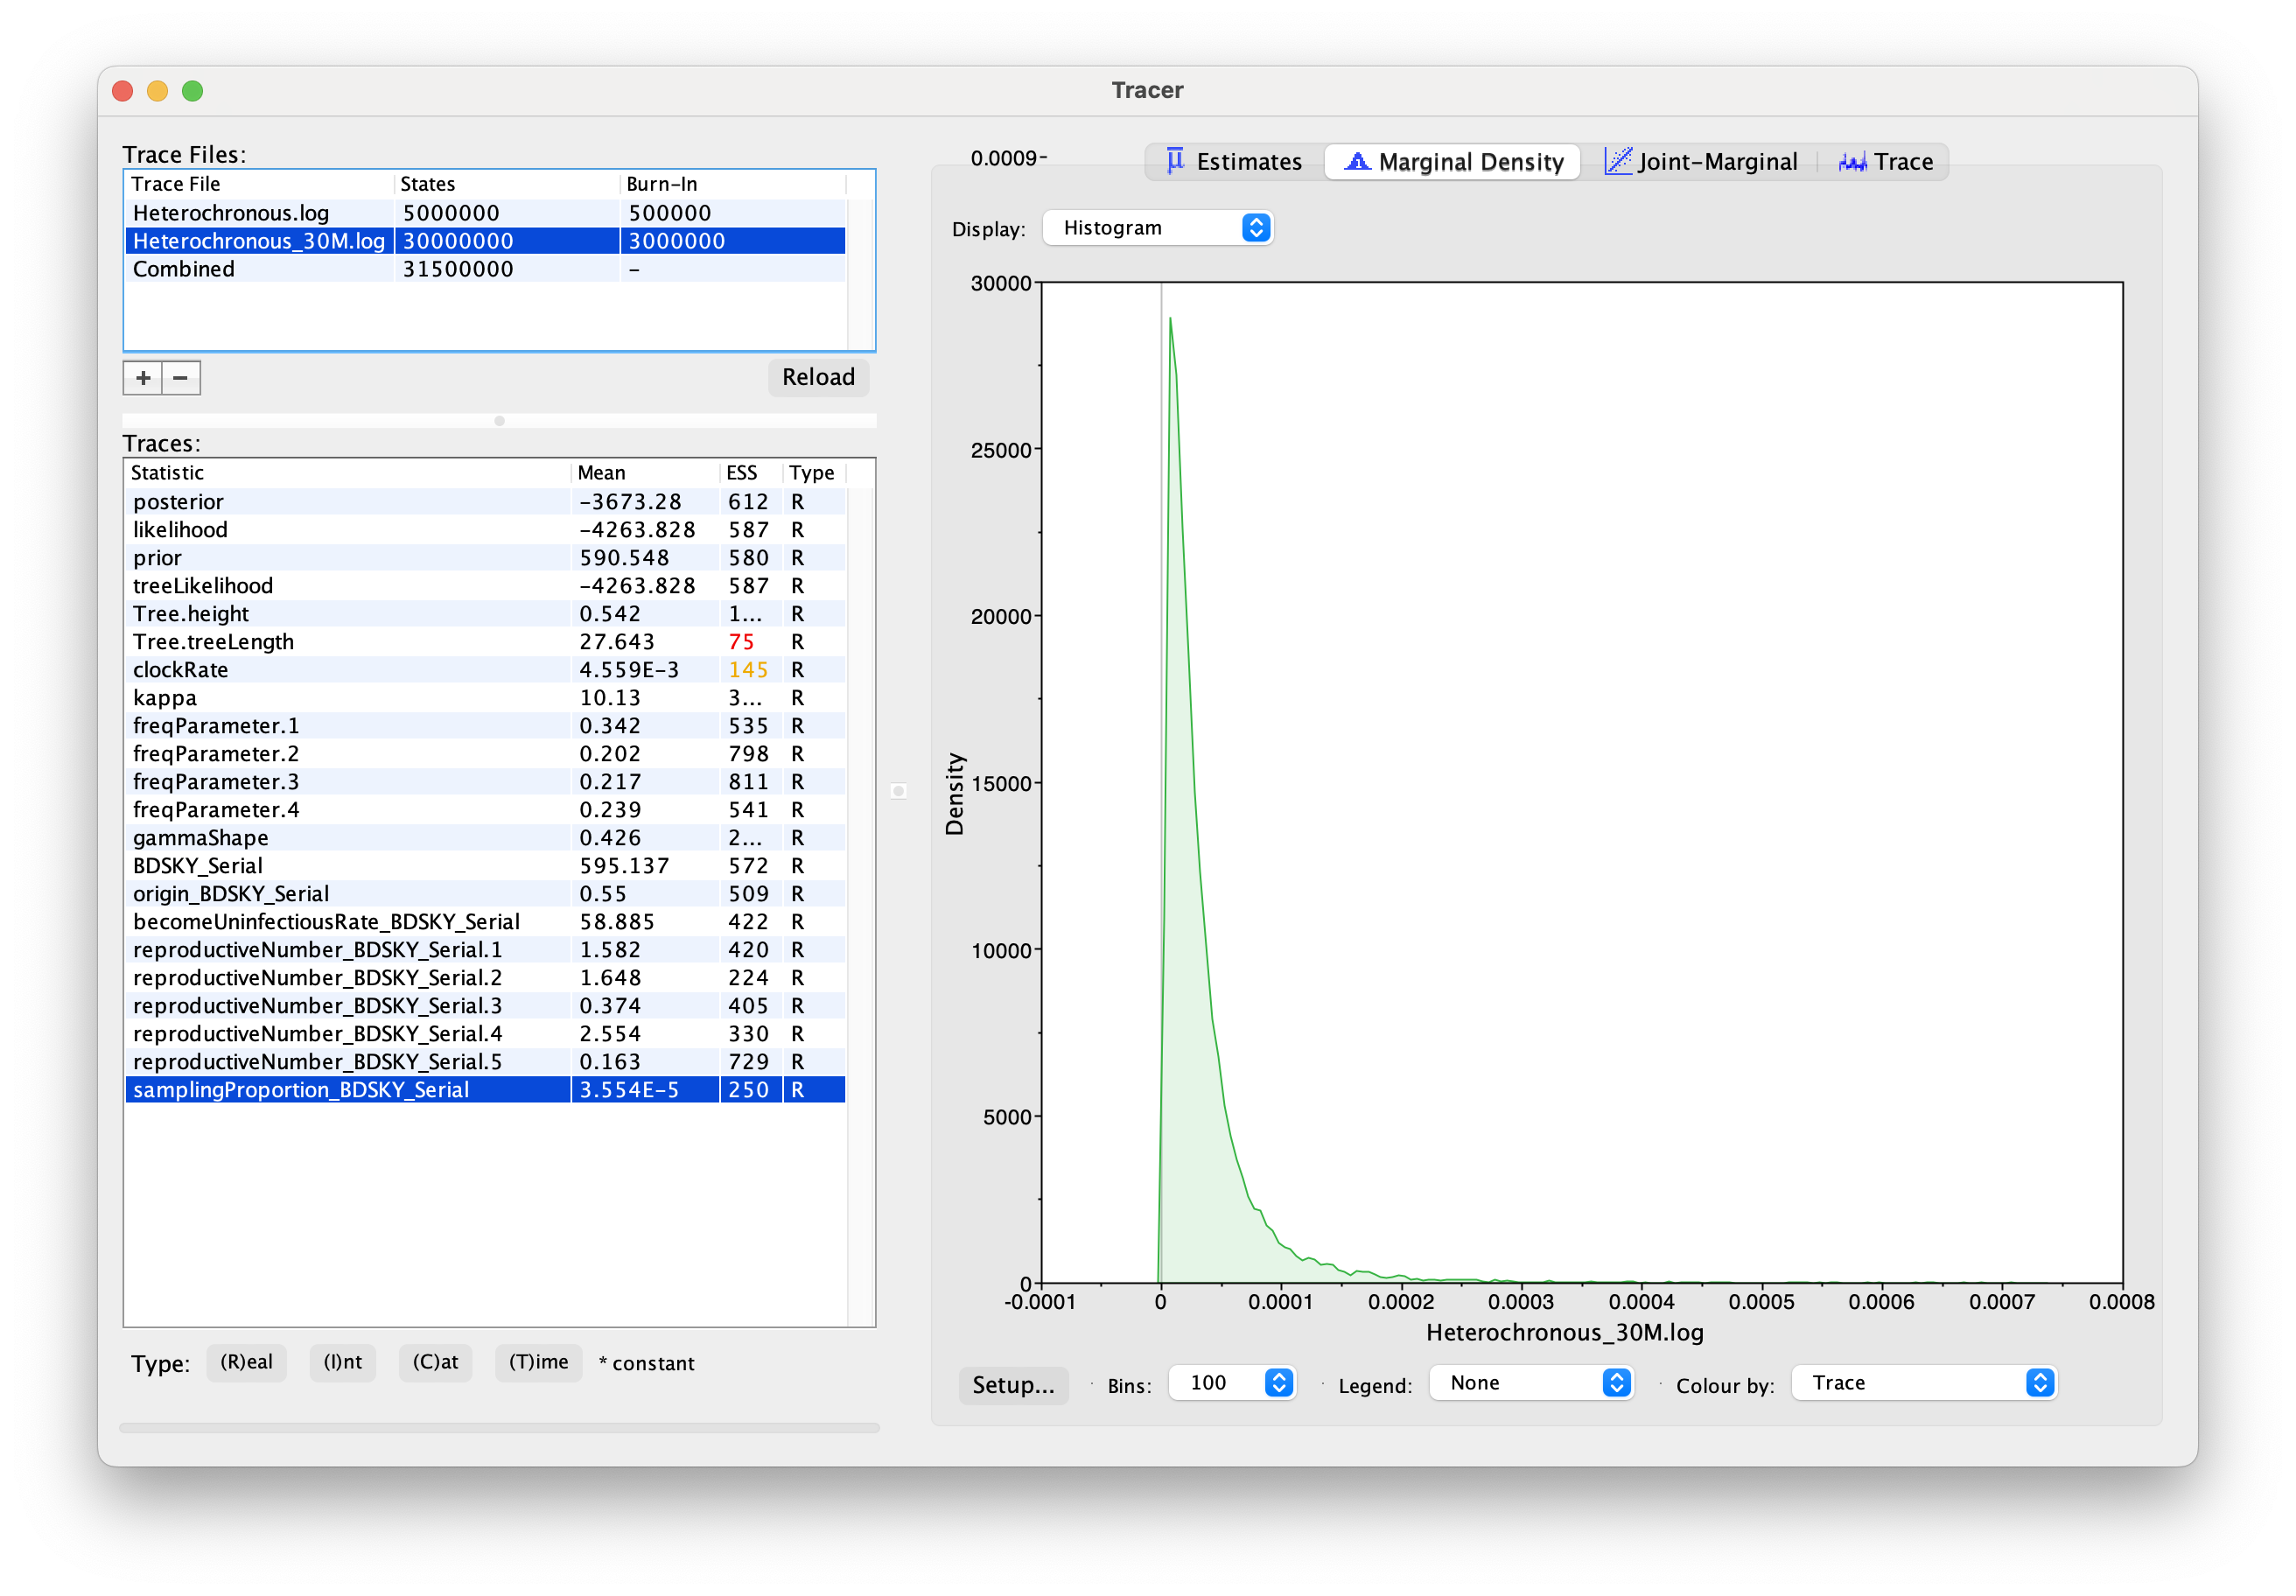 Tracer
Trace Files:
Trace File States Burn-In
Heterochronous.log 5000000 500000
Heterochronous_30M.log 30000000 3000000
Combined 31500000 -
+ -
Reload
Traces:
Statistic Mean ESS Type
posterior -3673.28 612 R
likelihood -4263.828 587 R
prior 590.548 580 R
treeLikelihood -4263.828 587 R
Tree.height 0.542 1... R
Tree.treeLength 27.643 75 R
clockRate 4.559E-3 145 R
kappa 10.13 3... R
freqParameter.1 0.342 535 R
freqParameter.2 0.202 798 R
freqParameter.3 0.217 811 R
freqParameter.4 0.239 541 R
gammaShape 0.426 2... R
BDSKY_Serial 595.137 572 R
origin_BDSKY_Serial 0.55 509 R
becomeUninfectiousRate_BDSKY_Serial 58.885 422 R
reproductiveNumber_BDSKY_Serial.1 1.582 420 R
reproductiveNumber_BDSKY_Serial.2 1.648 224 R
reproductiveNumber_BDSKY_Serial.3 0.374 405 R
reproductiveNumber_BDSKY_Serial.4 2.554 330 R
reproductiveNumber_BDSKY_Serial.5 0.163 729 R
samplingProportion_BDSKY_Serial 3.554E-5 250 R
Type: (R)eal (I)nt (C)at (T)ime * constant
0.0009
μ Estimates Marginal Density Joint-Marginal Trace
Display: Histogram
30000
25000
20000
15000
10000
5000
0
Density
-0.0001 0 0.0001 0.0002 0.0003 0.0004 0.0005 0.0006 0.0007 0.0008
Heterochronous_30M.log
Setup... Bins: 100 Legend: None Colour by: Trace